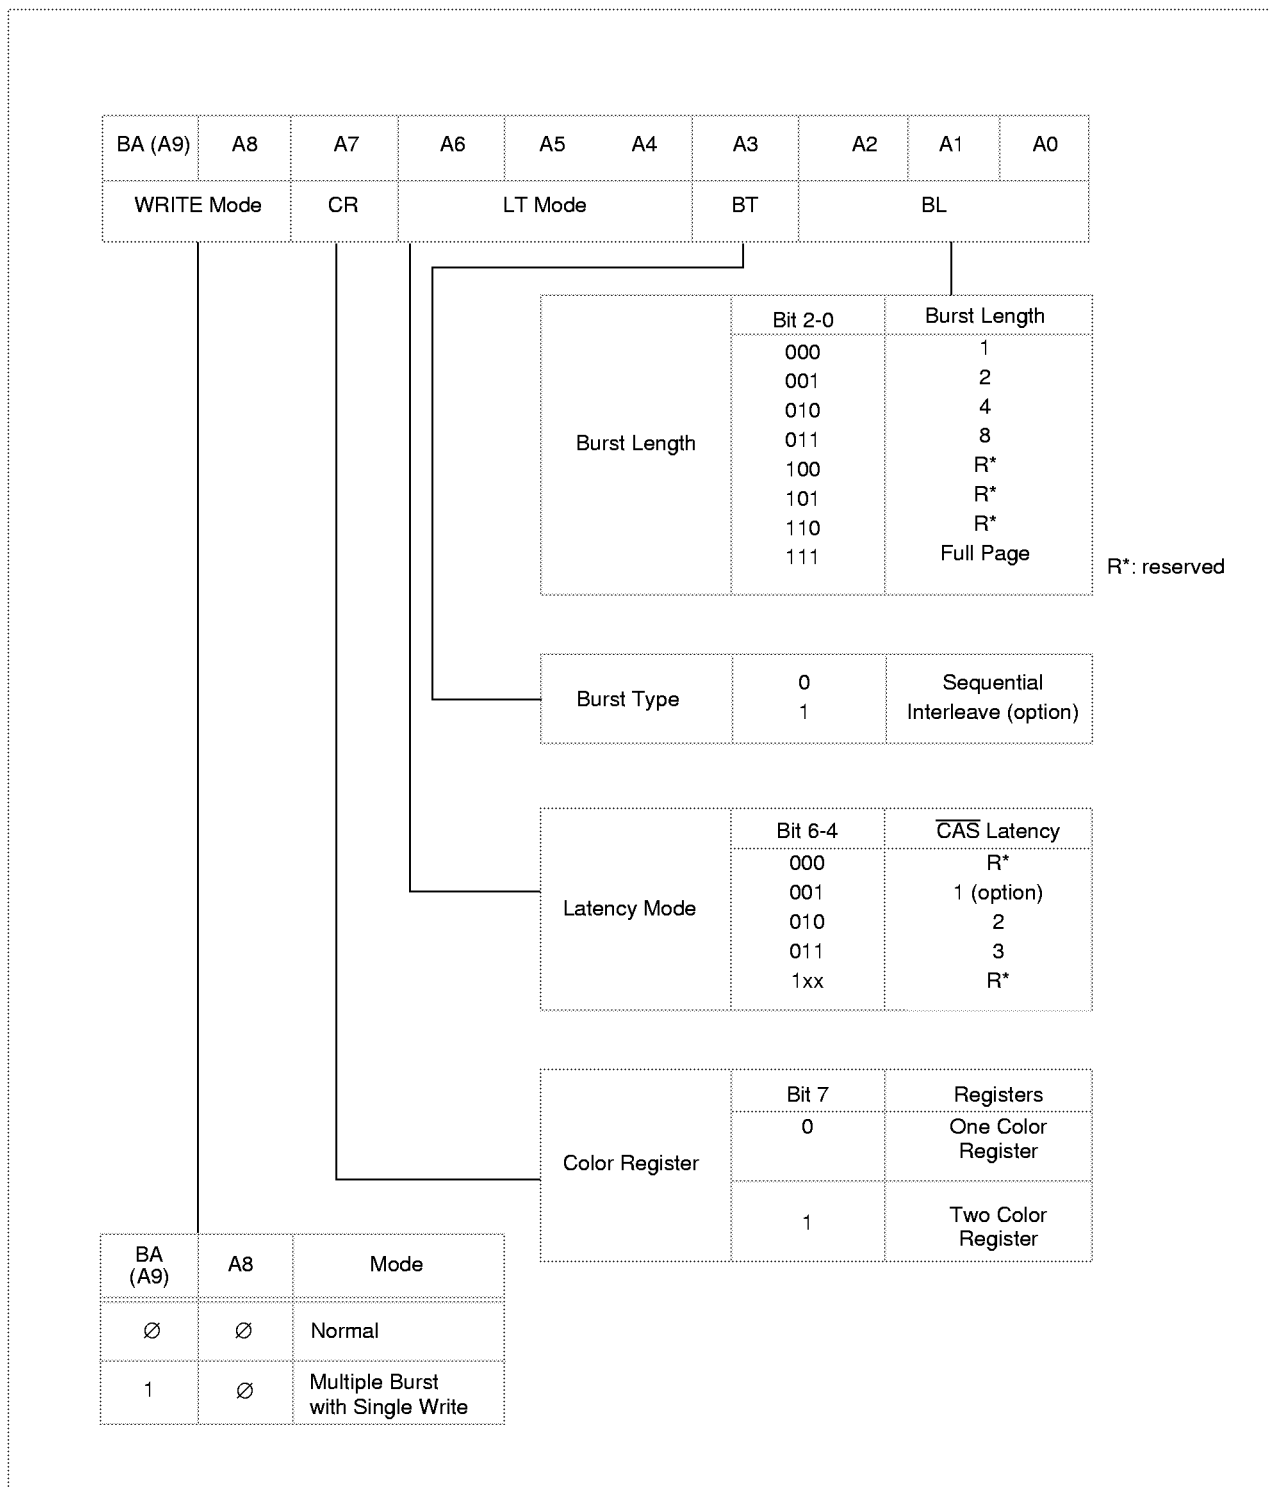 BA (A9) A8 A7 A6 A5 A4 A3 A2 A1 A0
WRITE Mode CR LT Mode BT BL
Burst Length
Bit 2-0 Burst Length
000 1
001 2
010 4
011 8
100 R*
101 R*
110 R*
111 Full Page
R*: reserved
Burst Type
0 Sequential
1 Interleave (option)
Latency Mode
Bit 6-4 C̅A̅S̅ Latency
000 R*
001 1 (option)
010 2
011 3
1xx R*
Color Register
Bit 7 Registers
0 One Color
Register
1 Two Color
Register
BA
(A9) A8 Mode
∅ ∅ Normal
1 ∅ Multiple Burst
with Single Write